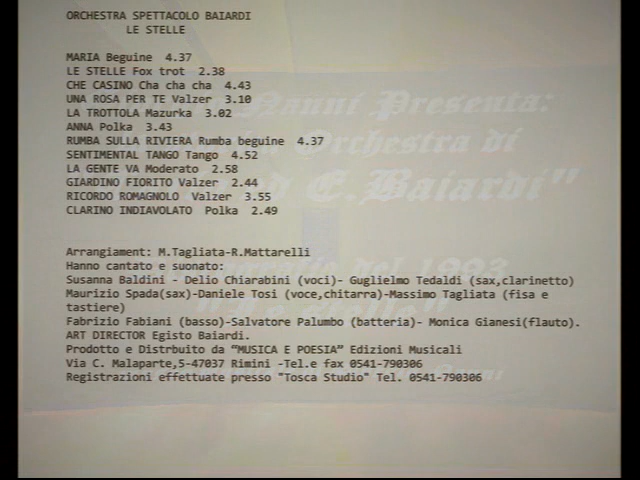 ORCHESTRA SPETTACOLO BAIARDI
LE STELLE
MARIA Beguine 4.37
LE STELLE Fox trot 2.38
CHE CASINO Cha cha cha 4.43
UNA ROSA PER TE Valzer 3.10
LA TROTTOLA Mazurka 3.02
ANNA Polka 3.43
RUMBA SULLA RIVIERA Rumba beguine 4.37
SENTIMENTAL TANGO Tango 4.52
LA GENTE VA Moderato 2.58
GIARDINO FIORITO Valzer 2.44
RICORDO ROMAGNOLO Valzer 3.55
CLARINO INDIAVOLATO Polka 2.49
Arrangiament: M.Tagliata-R.Mattarelli
Hanno cantato e suonato:
Susanna Baldini - Delio Chiarabini (voci)- Guglielmo Tedaldi (sax,clarinetto)
Maurizio Spada(sax)-Daniele Tosi (voce,chitarra)-Massimo Tagliata (fisa e
tastiere)
Fabrizio Fabiani (basso)-Salvatore Palumbo (batteria)- Monica Gianesi(flauto).
ART DIRECTOR Egisto Baiardi.
Prodotto e Distrbuito da “MUSICA E POESIA” Edizioni Musicali
Via C. Malaparte,5-47037 Rimini -Tel.e fax 0541-790306
Registrazioni effettuate presso "Tosca Studio" Tel. 0541-790306
Nanni Presenta:
Orchestra di
E.Baiardi"
del 1993